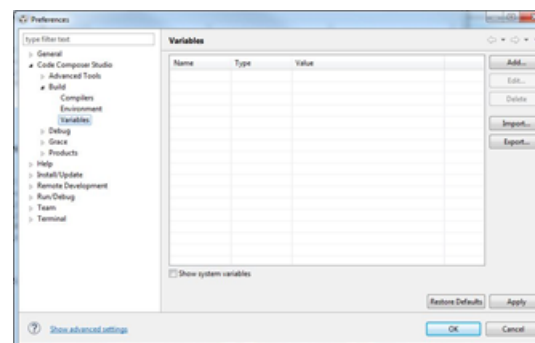 Preferences
type filter text
General
Code Composer Studio
Advanced Tools
Build
Compilers
Environment
Variables
Debug
Grace
Products
Help
Install/Update
Remote Development
Run/Debug
Team
Terminal
Variables
Name Type Value
Add...
Edit...
Delete
Import...
Export...
Show system variables
Restore Defaults Apply
Show advanced settings
OK Cancel